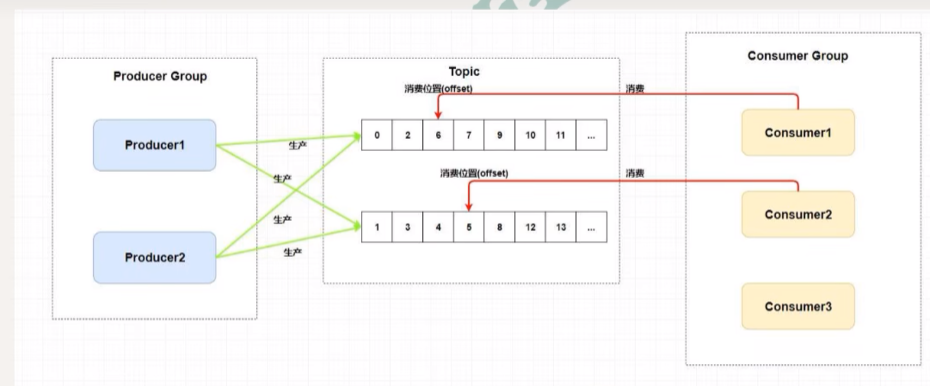 Producer Group
Producer1
Producer2
生产
生产
生产
生产
Topic
消费位置(offset)
0 2 6 7 9 10 11 ...
消费位置(offset)
1 3 4 5 8 12 13 ...
消费
消费
Consumer Group
Consumer1
Consumer2
Consumer3